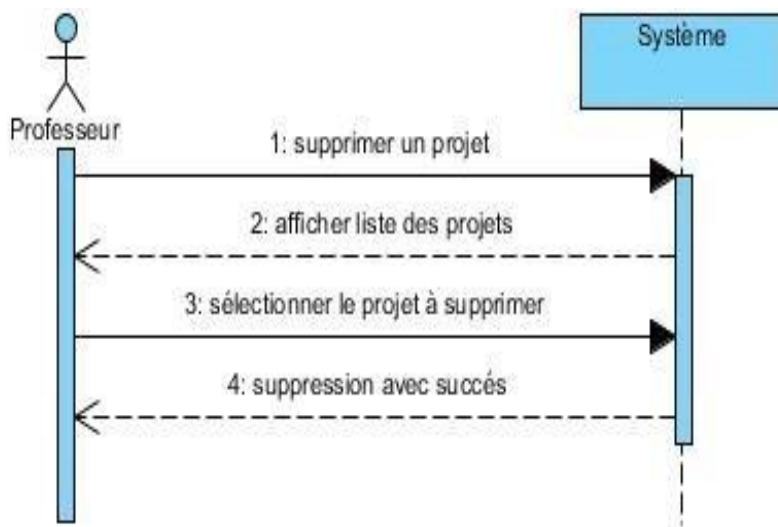 Système
Professeur
1: supprimer un projet
2: afficher liste des projets
3: sélectionner le projet à supprimer
4: suppression avec succés